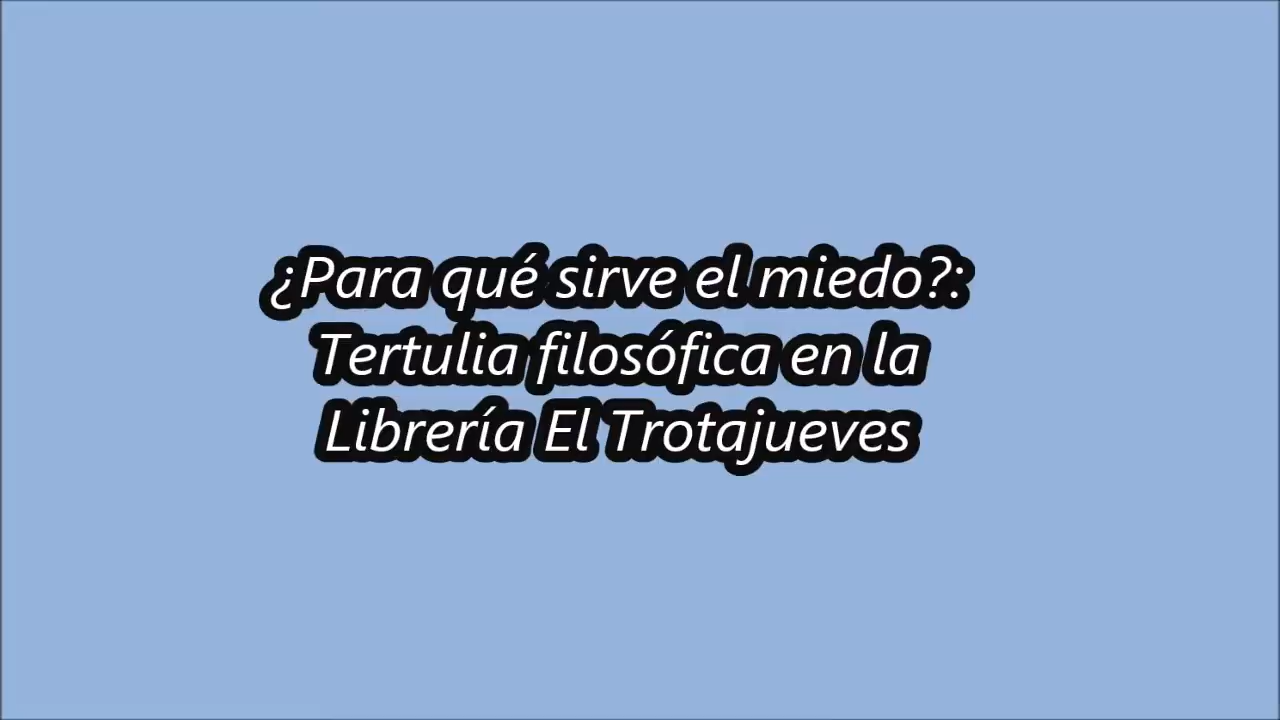 ¿Para qué sirve el miedo?:
Tertulia filosófica en la
Librería El Trotajueves